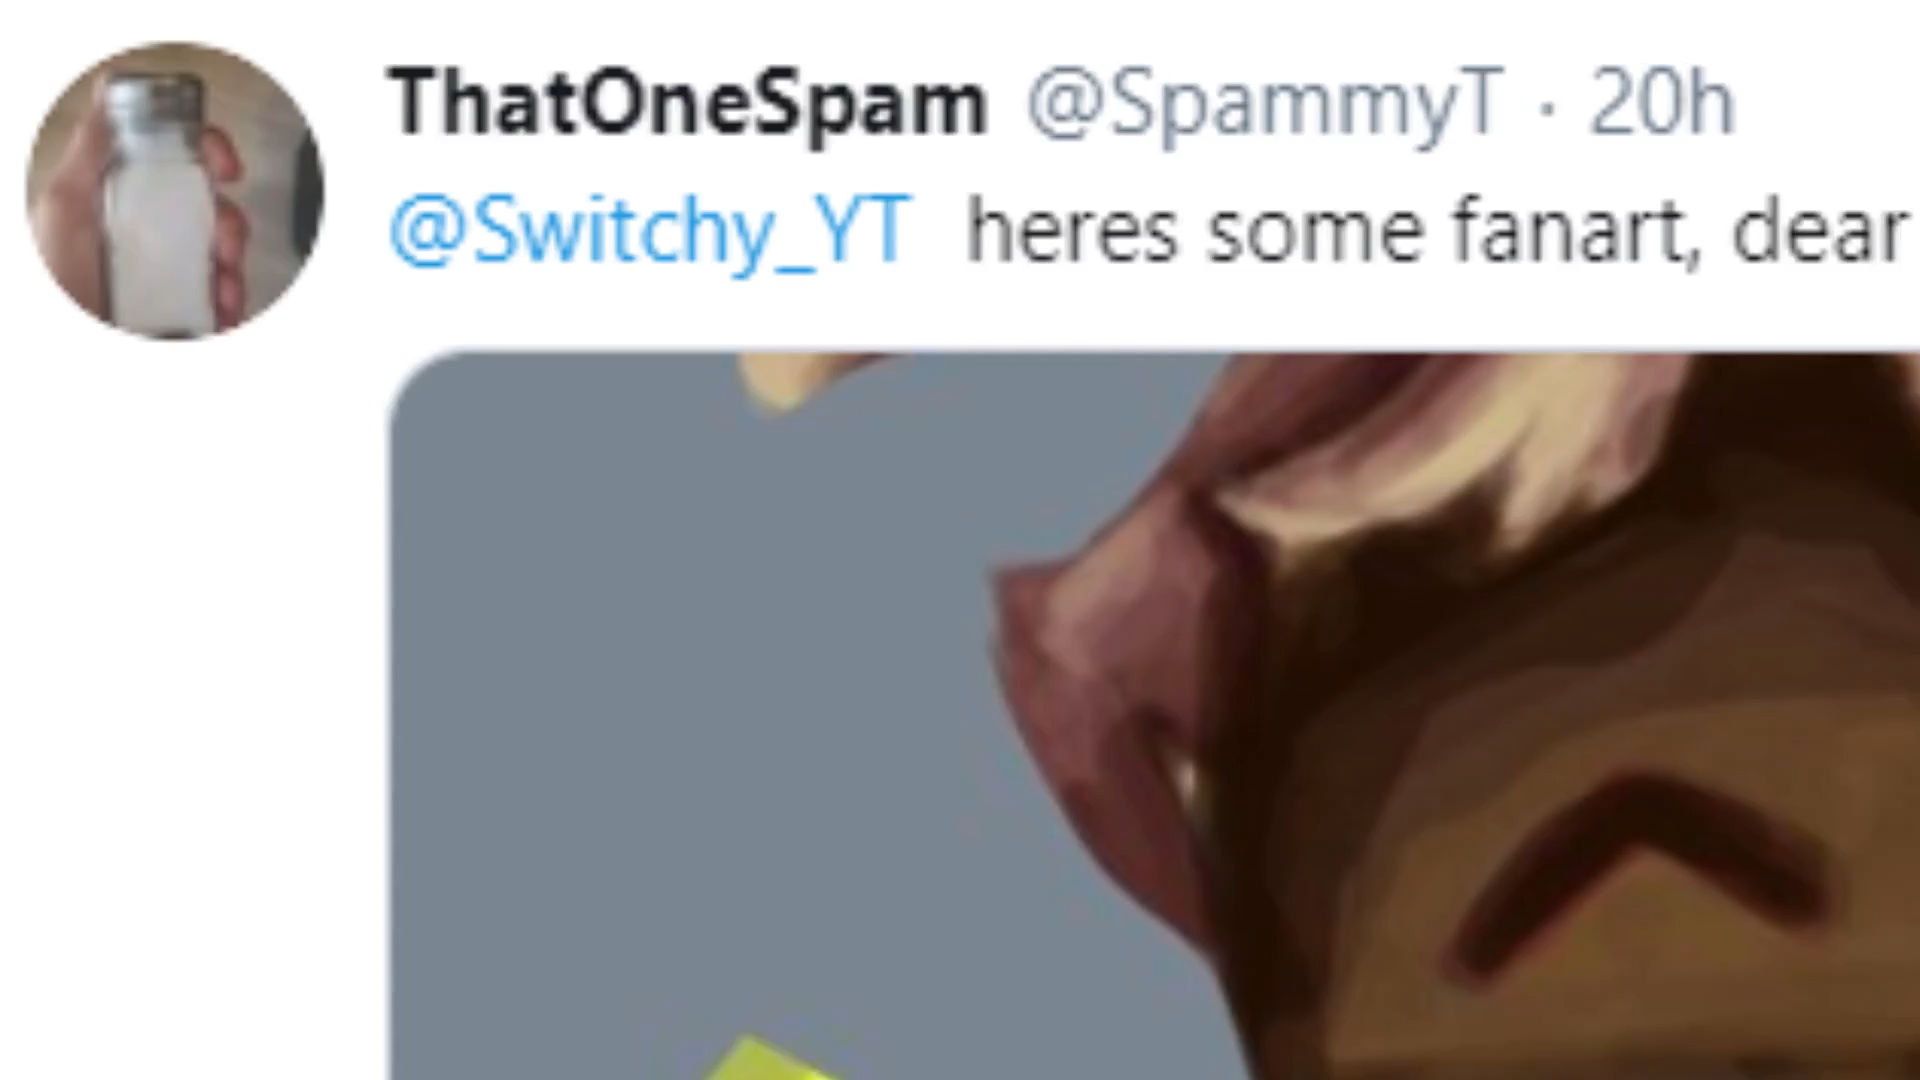 ThatOneSpam @SpammyT · 20h
@Switchy_YT heres some fanart, dear